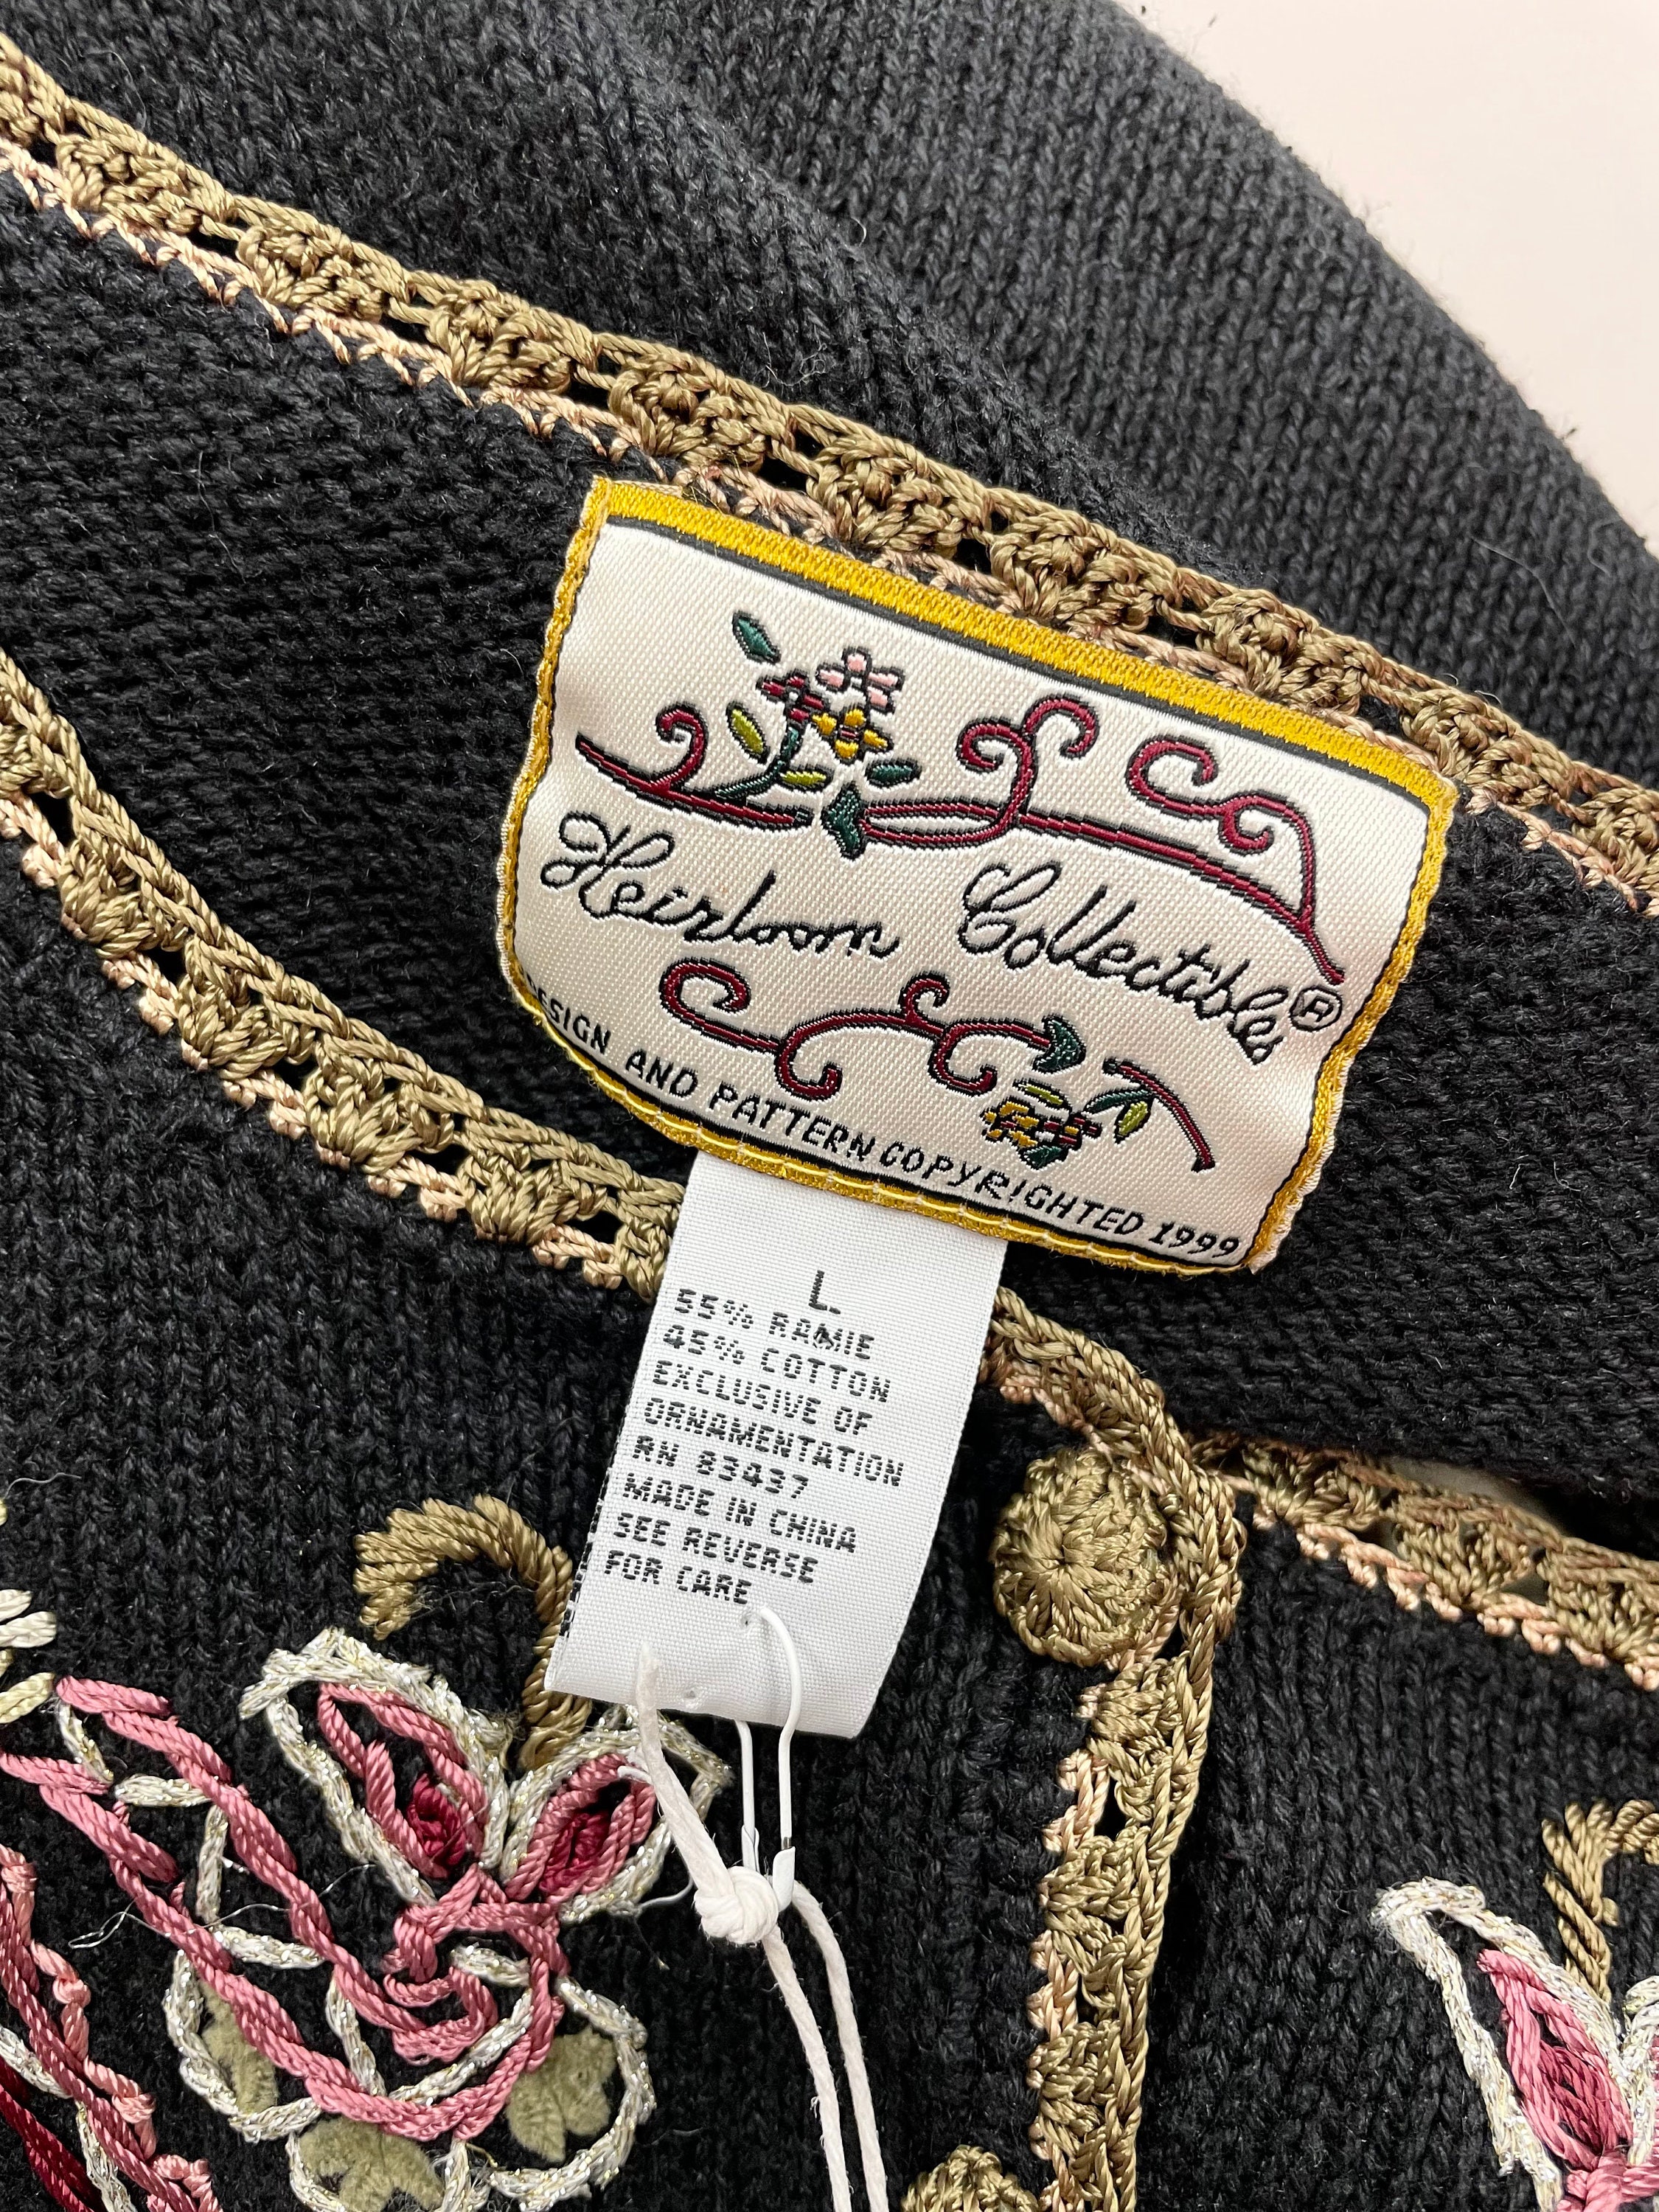 Heirloom Collectibles®
DESIGN AND PATTERN COPYRIGHTED 1999
L
55% RAMIE
45% COTTON
EXCLUSIVE OF
ORNAMENTATION
RN 83437
MADE IN CHINA
SEE REVERSE
FOR CARE